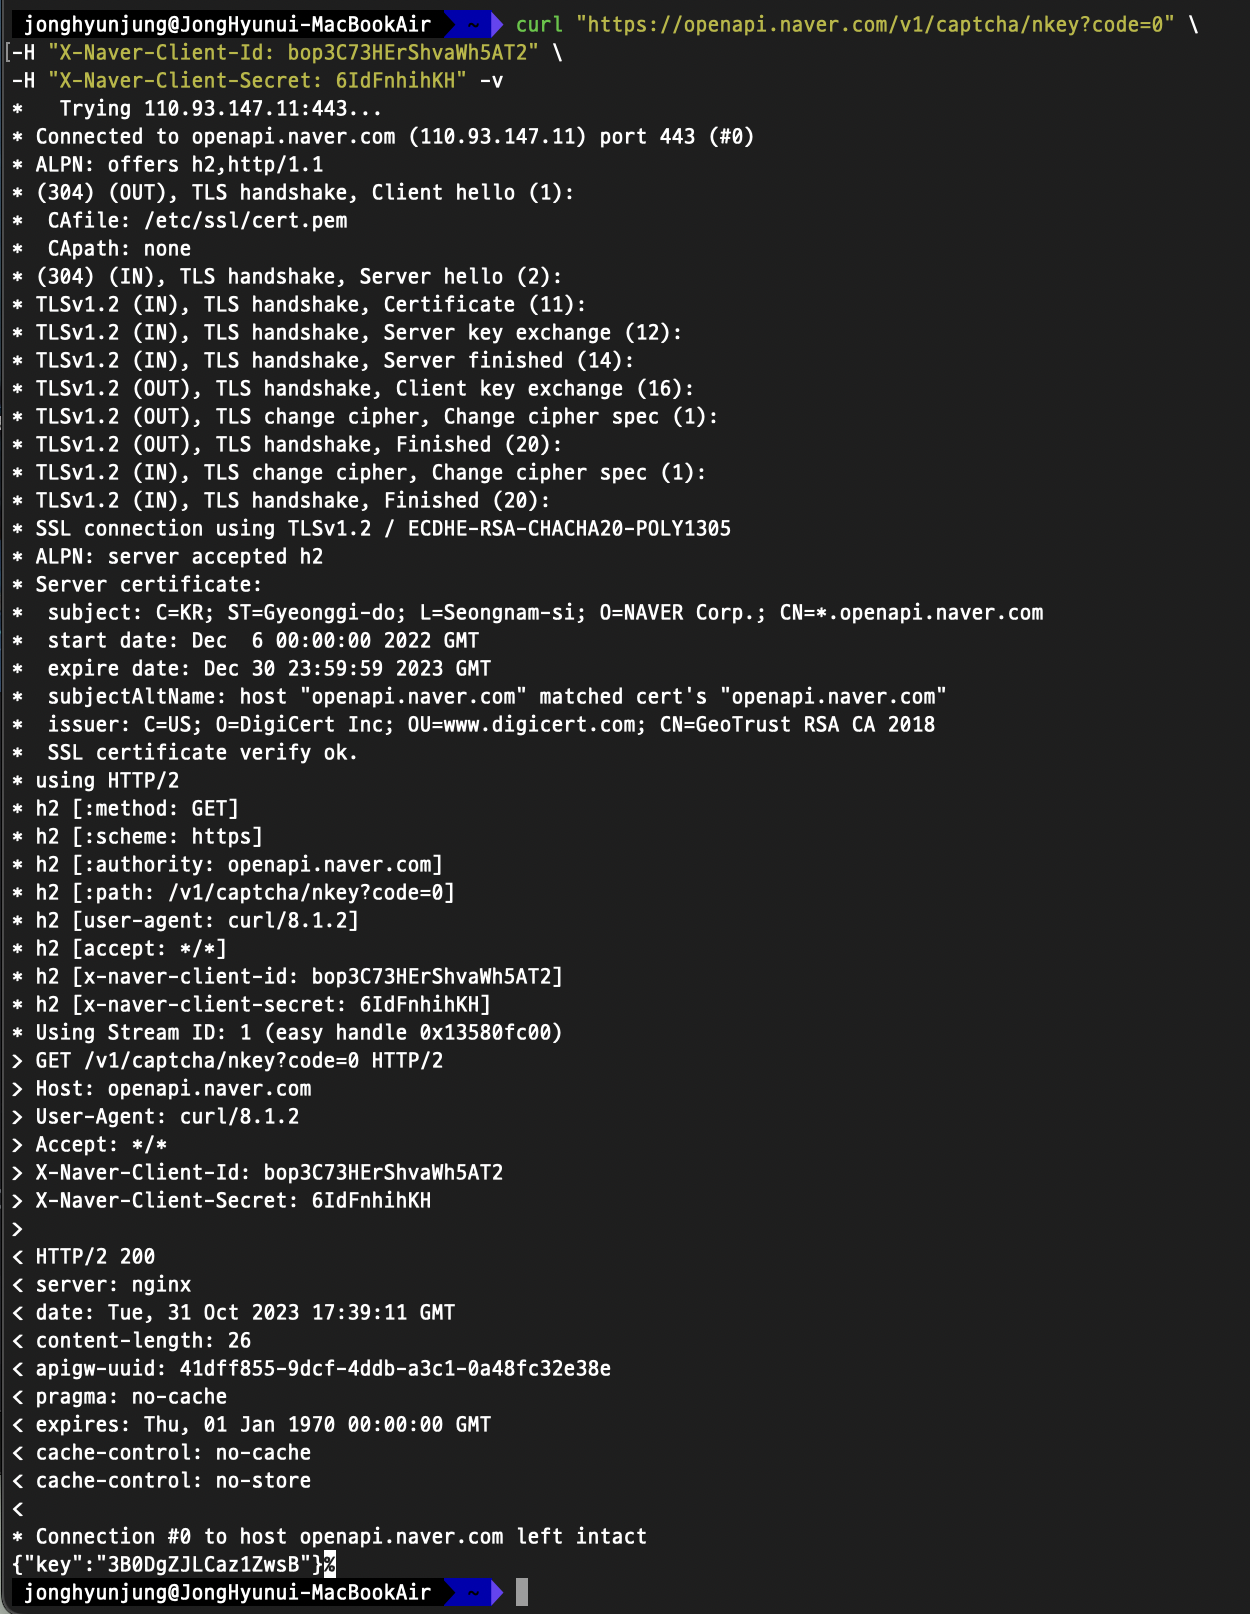 jonghyunjung@JongHyunui-MacBookAir ~ curl "https://openapi.naver.com/v1/captcha/nkey?code=0" \
[-H "X-Naver-Client-Id: bop3C73HErShvaWh5AT2" \
-H "X-Naver-Client-Secret: 6IdFnhihKH" -v
*   Trying 110.93.147.11:443...
* Connected to openapi.naver.com (110.93.147.11) port 443 (#0)
* ALPN: offers h2,http/1.1
* (304) (OUT), TLS handshake, Client hello (1):
*  CAfile: /etc/ssl/cert.pem
*  CApath: none
* (304) (IN), TLS handshake, Server hello (2):
* TLSv1.2 (IN), TLS handshake, Certificate (11):
* TLSv1.2 (IN), TLS handshake, Server key exchange (12):
* TLSv1.2 (IN), TLS handshake, Server finished (14):
* TLSv1.2 (OUT), TLS handshake, Client key exchange (16):
* TLSv1.2 (OUT), TLS change cipher, Change cipher spec (1):
* TLSv1.2 (OUT), TLS handshake, Finished (20):
* TLSv1.2 (IN), TLS change cipher, Change cipher spec (1):
* TLSv1.2 (IN), TLS handshake, Finished (20):
* SSL connection using TLSv1.2 / ECDHE-RSA-CHACHA20-POLY1305
* ALPN: server accepted h2
* Server certificate:
*  subject: C=KR; ST=Gyeonggi-do; L=Seongnam-si; O=NAVER Corp.; CN=*.openapi.naver.com
*  start date: Dec  6 00:00:00 2022 GMT
*  expire date: Dec 30 23:59:59 2023 GMT
*  subjectAltName: host "openapi.naver.com" matched cert's "openapi.naver.com"
*  issuer: C=US; O=DigiCert Inc; OU=www.digicert.com; CN=GeoTrust RSA CA 2018
*  SSL certificate verify ok.
* using HTTP/2
* h2 [:method: GET]
* h2 [:scheme: https]
* h2 [:authority: openapi.naver.com]
* h2 [:path: /v1/captcha/nkey?code=0]
* h2 [user-agent: curl/8.1.2]
* h2 [accept: */*]
* h2 [x-naver-client-id: bop3C73HErShvaWh5AT2]
* h2 [x-naver-client-secret: 6IdFnhihKH]
* Using Stream ID: 1 (easy handle 0x13580fc00)
> GET /v1/captcha/nkey?code=0 HTTP/2
> Host: openapi.naver.com
> User-Agent: curl/8.1.2
> Accept: */*
> X-Naver-Client-Id: bop3C73HErShvaWh5AT2
> X-Naver-Client-Secret: 6IdFnhihKH
>
< HTTP/2 200
< server: nginx
< date: Tue, 31 Oct 2023 17:39:11 GMT
< content-length: 26
< apigw-uuid: 41dff855-9dcf-4ddb-a3c1-0a48fc32e38e
< pragma: no-cache
< expires: Thu, 01 Jan 1970 00:00:00 GMT
< cache-control: no-cache
< cache-control: no-store
<
* Connection #0 to host openapi.naver.com left intact
{"key":"3B0DgZJLCaz1ZwsB"}%
jonghyunjung@JongHyunui-MacBookAir ~